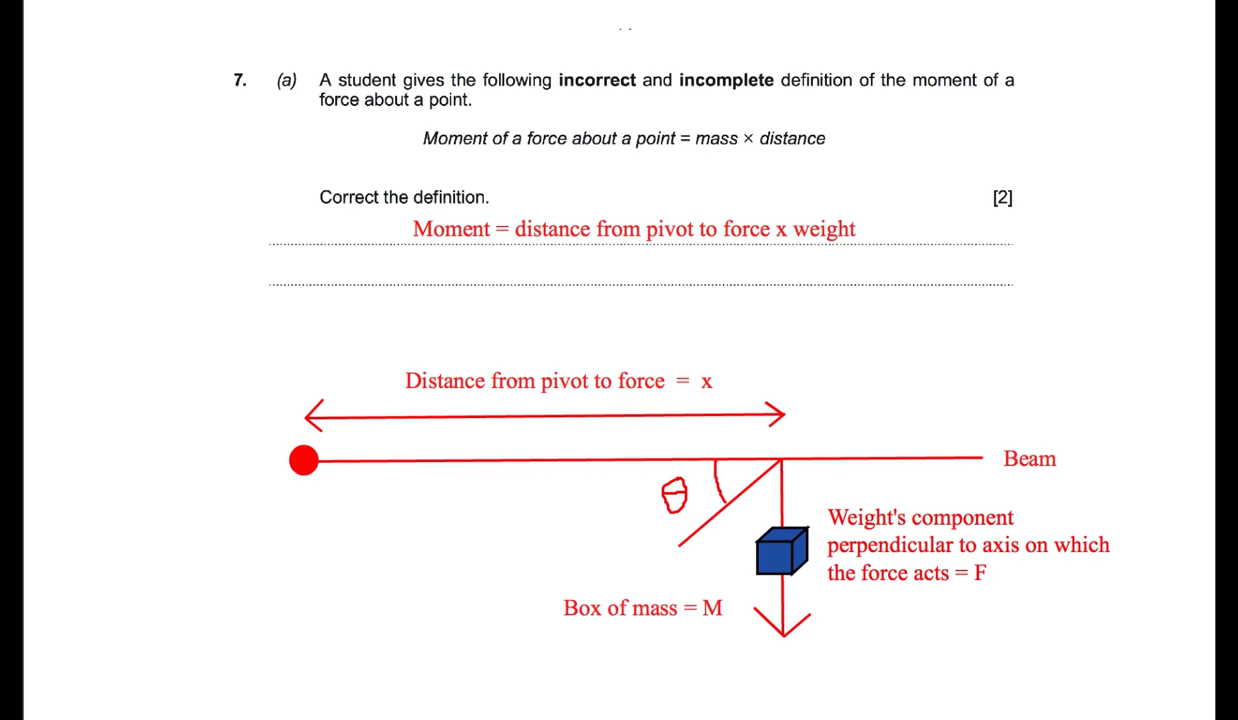 7. (a) A student gives the following incorrect and incomplete definition of the moment of a
force about a point.
Moment of a force about a point = mass × distance
Correct the definition. [2]
Moment = distance from pivot to force x weight
Distance from pivot to force = x
Beam
θ
Weight's component
perpendicular to axis on which
the force acts = F
Box of mass = M